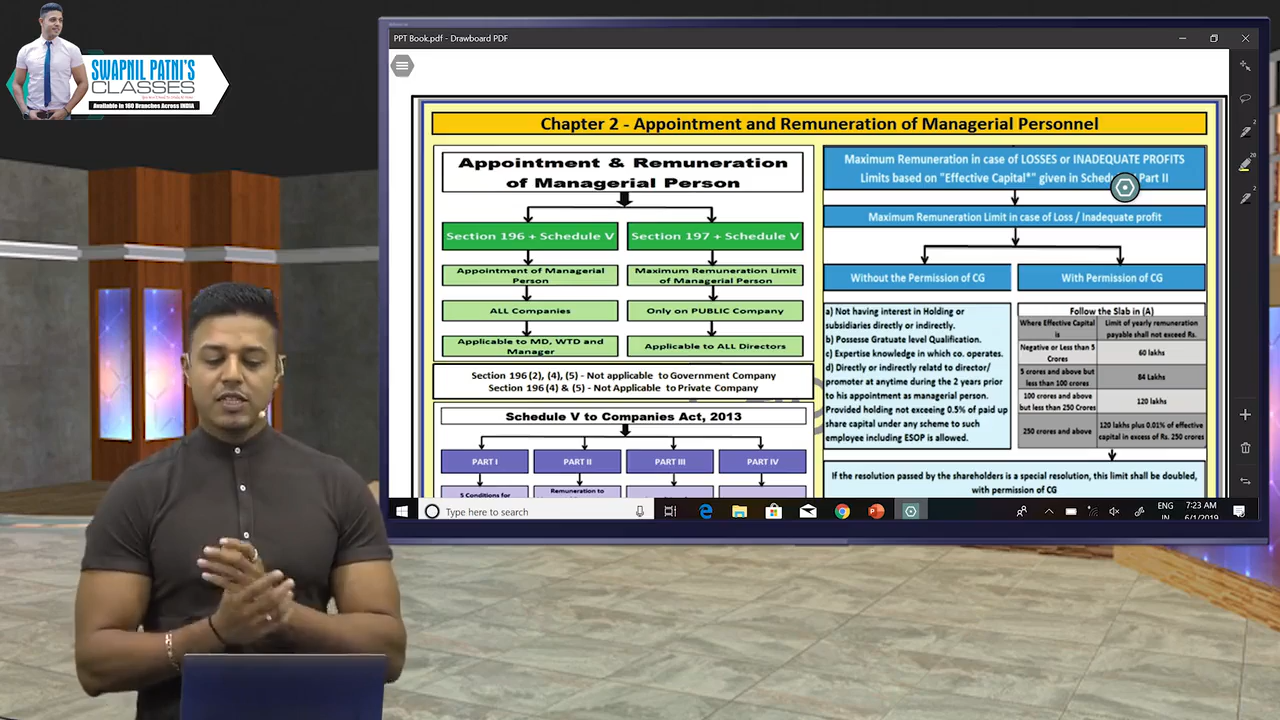 SWAPNIL PATNI'S
CLASSES
Available in 160 Branches Across INDIA
PPT Book.pdf - Drawboard PDF
Chapter 2 - Appointment and Remuneration of Managerial Personnel
Appointment & Remuneration
of Managerial Person
Section 196 + Schedule V
Section 197 + Schedule V
Appointment of Managerial
Person
Maximum Remuneration Limit
of Managerial Person
ALL Companies
Only on PUBLIC Company
Applicable to MD, WTD and
Manager
Applicable to ALL Directors
Section 196 (2), (4), (5) - Not applicable to Government Company
Section 196 (4) & (5) - Not Applicable to Private Company
Schedule V to Companies Act, 2013
PART I
PART II
PART III
PART IV
5 Conditions for
Remuneration to
Maximum Remuneration in case of LOSSES or INADEQUATE PROFITS
Limits based on "Effective Capital*" given in Part II
Maximum Remuneration Limit in case of Loss / Inadequate profit
Without the Permission of CG
With Permission of CG
a) Not having interest in Holding or
subsidiaries directly or indirectly.
b) Possesse Gratuate level Qualification.
c) Expertise knowledge in which co. operates.
d) Directly or indirectly relatd to director/
promoter at anytime during the 2 years prior
to his appointment as managerial person.
Provided holding not exceeding 0.5% of paid up
share capital under any scheme to such
employee including ESOP is allowed.
Follow the Slab in (A)
Where Effective Capital
is
Limit of yearly remuneration
payable shall not exceed Rs.
Negative or Less than 5
Crores
60 lakhs
5 crores and above but
less than 100 crores
84 Lakhs
100 crores and above
but less than 250 Crores
120 lakhs
250 crores and above
120 lakhs plus 0.01% of effective
capital in excess of Rs. 250 crores
If the resolution passed by the shareholders is a special resolution, this limit shall be doubled,
with permission of CG
Type here to search
ENG
IN
7:23 AM
6/1/2019